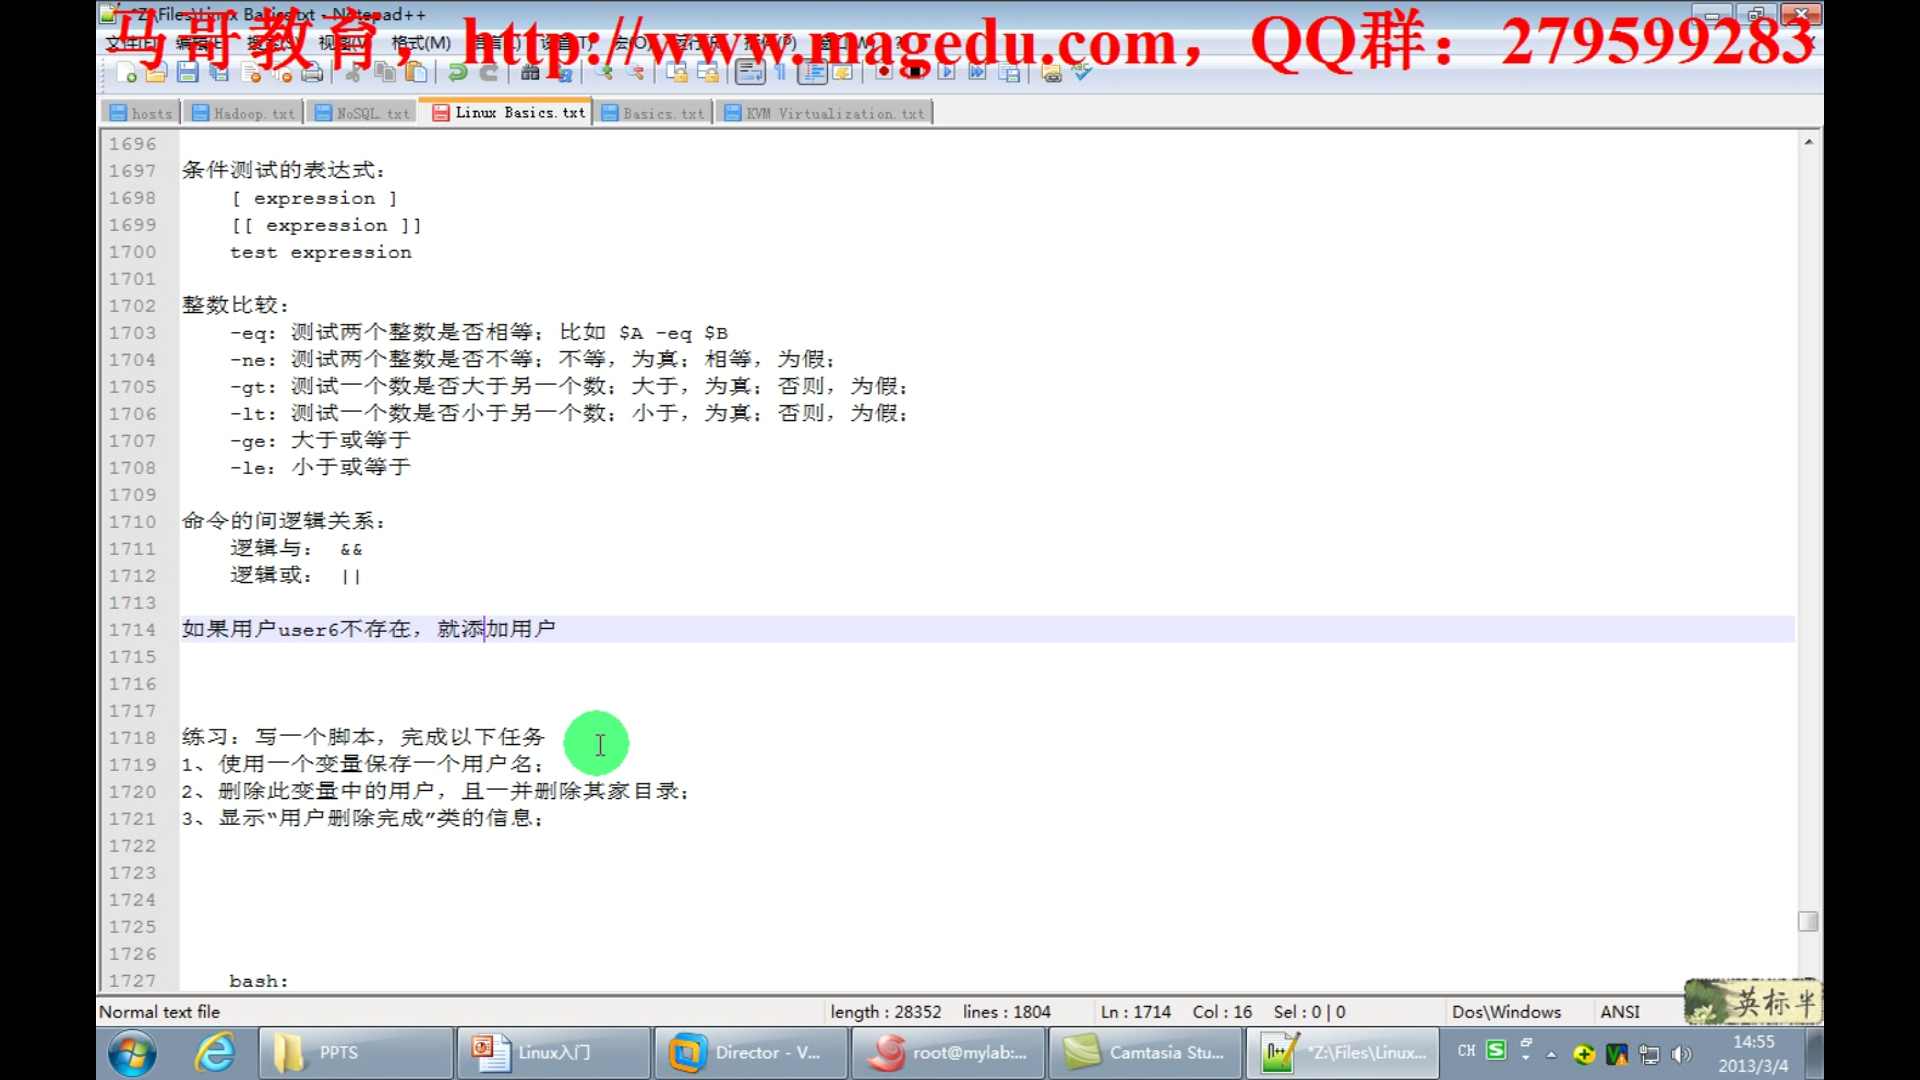 *Z:\Files\Linux Basics.txt - Notepad++
马哥教育，http://www.magedu.com，QQ群：279599283
格式(M)
hosts Hadoop.txt NoSQL.txt Linux Basics.txt Basics.txt KVM Virtualization.txt
1696
1697 条件测试的表达式：
1698 [ expression ]
1699 [[ expression ]]
1700 test expression
1701
1702 整数比较：
1703 -eq: 测试两个整数是否相等；比如 $A -eq $B
1704 -ne: 测试两个整数是否不等；不等，为真；相等，为假；
1705 -gt: 测试一个数是否大于另一个数；大于，为真；否则，为假；
1706 -lt: 测试一个数是否小于另一个数；小于，为真；否则，为假；
1707 -ge: 大于或等于
1708 -le: 小于或等于
1709
1710 命令的间逻辑关系：
1711 逻辑与： &&
1712 逻辑或： ||
1713
1714 如果用户user6不存在，就添加用户
1715
1716
1717
1718 练习：写一个脚本，完成以下任务
1719 1、使用一个变量保存一个用户名；
1720 2、删除此变量中的用户，且一并删除其家目录；
1721 3、显示“用户删除完成”类的信息；
1722
1723
1724
1725
1726
1727 bash:
Normal text file length : 28352 lines : 1804 Ln : 1714 Col : 16 Sel : 0 | 0 Dos\Windows ANSI
英标半
PPTS Linux入门 Director - V... root@mylab:... Camtasia Stu... *Z:\Files\Linux... CH 14:55
2013/3/4